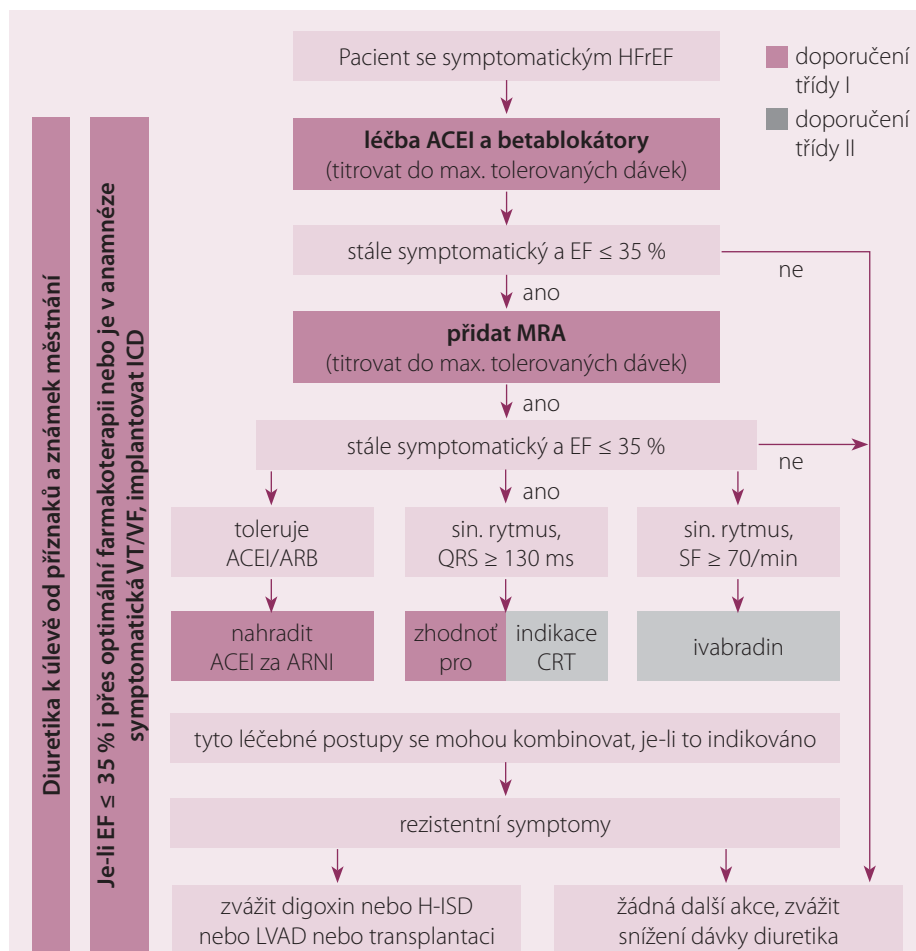 Pacient se symptomatickým HFrEF
doporučení
třídy I
doporučení
třídy II
léčba ACEI a betablokátory
(titrovat do max. tolerovaných dávek)
stále symptomatický a EF ≤ 35 %
ne
ano
přidat MRA
(titrovat do max. tolerovaných dávek)
ano
stále symptomatický a EF ≤ 35 %
ne
ano
toleruje
ACEI/ARB
sin. rytmus,
QRS ≥ 130 ms
sin. rytmus,
SF ≥ 70/min
nahradit
ACEI za ARNI
zhodnoť
pro
indikace
CRT
ivabradin
tyto léčebné postupy se mohou kombinovat, je-li to indikováno
rezistentní symptomy
zvážit digoxin nebo H-ISD
nebo LVAD nebo transplantaci
žádná další akce, zvážit
snížení dávky diuretika
Diuretika k úlevě od příznaků a známek městnání
Je-li EF ≤ 35 % i přes optimální farmakoterapii nebo je v anamnéze
symptomatická VT/VF, implantovat ICD